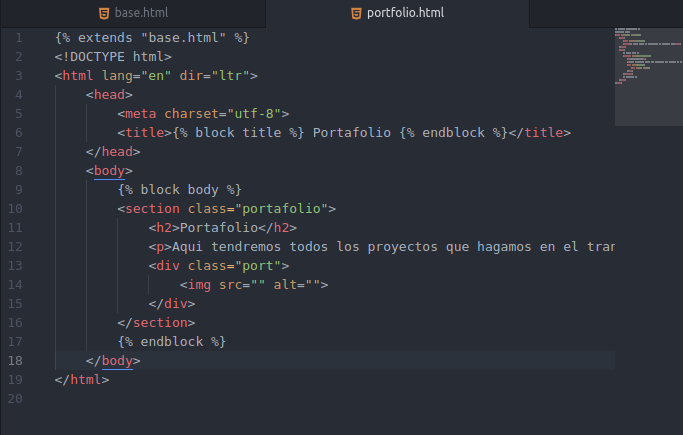 base.html
portfolio.html
1 {% extends "base.html" %}
2 <!DOCTYPE html>
3 <html lang="en" dir="ltr">
4 <head>
5 <meta charset="utf-8">
6 <title>{% block title %} Portafolio {% endblock %}</title>
7 </head>
8 <body>
9 {% block body %}
10 <section class="portafolio">
11 <h2>Portafolio</h2>
12 <p>Aqui tendremos todos los proyectos que hagamos en el tran
13 <div class="port">
14 <img src="" alt="">
15 </div>
16 </section>
17 {% endblock %}
18 </body>
19 </html>
20